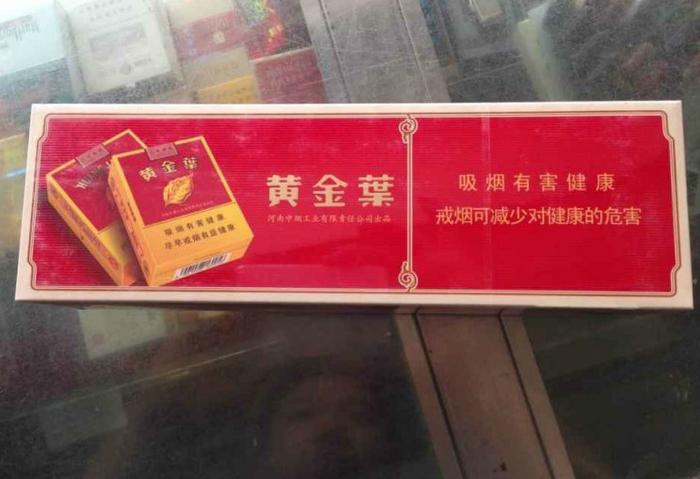 黄金葉
吸烟有害健康
尽早戒烟有益健康
黄金葉
河南中烟工业有限责任公司出品
吸烟有害健康
戒烟可减少对健康的危害